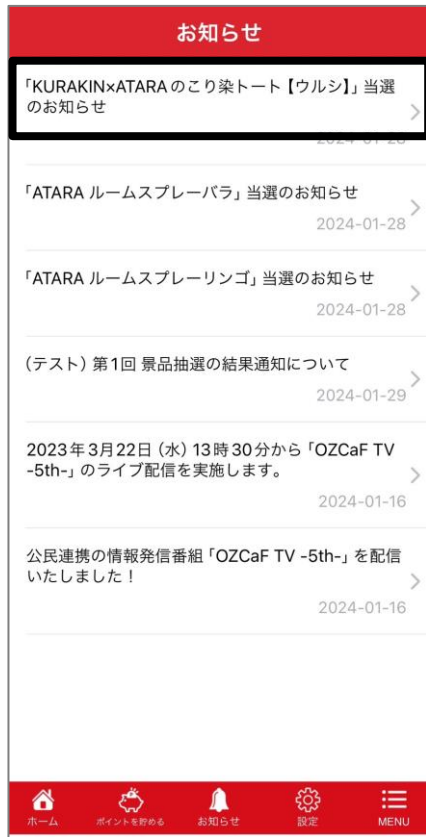 お知らせ
「KURAKIN×ATARAのこり染トート【ウルシ】」当選
のお知らせ
「ATARA ルームスプレーバラ」当選のお知らせ
2024-01-28
「ATARA ルームスプレーリンゴ」当選のお知らせ
2024-01-28
（テスト）第1回 景品抽選の結果通知について
2024-01-29
2023年3月22日（水）13時30分から「OZCaF TV
-5th-」のライブ配信を実施します。
2024-01-16
公民連携の情報発信番組「OZCaF TV -5th-」を配信
いたしました！
2024-01-16
ホーム ポイントを貯める お知らせ 設定 MENU